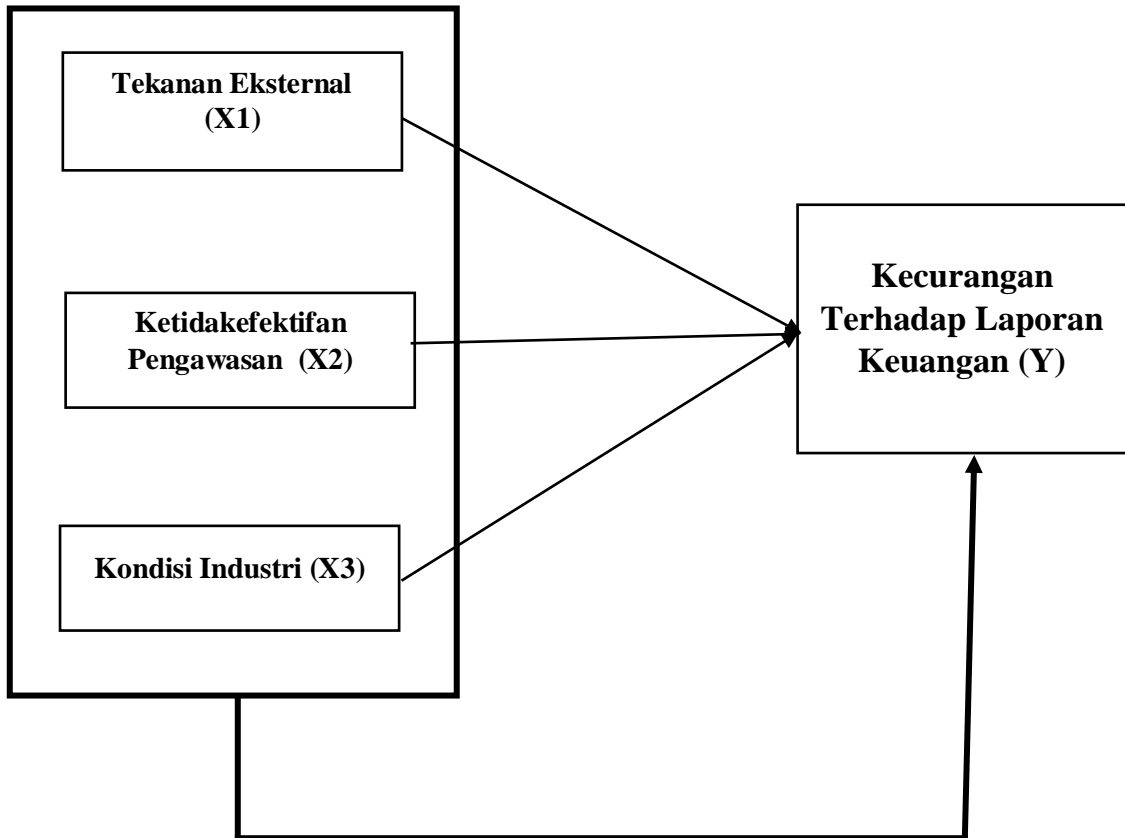 Tekanan Eksternal
(X1)
Ketidakefektifan
Pengawasan (X2)
Kondisi Industri (X3)
Kecurangan
Terhadap Laporan
Keuangan (Y)